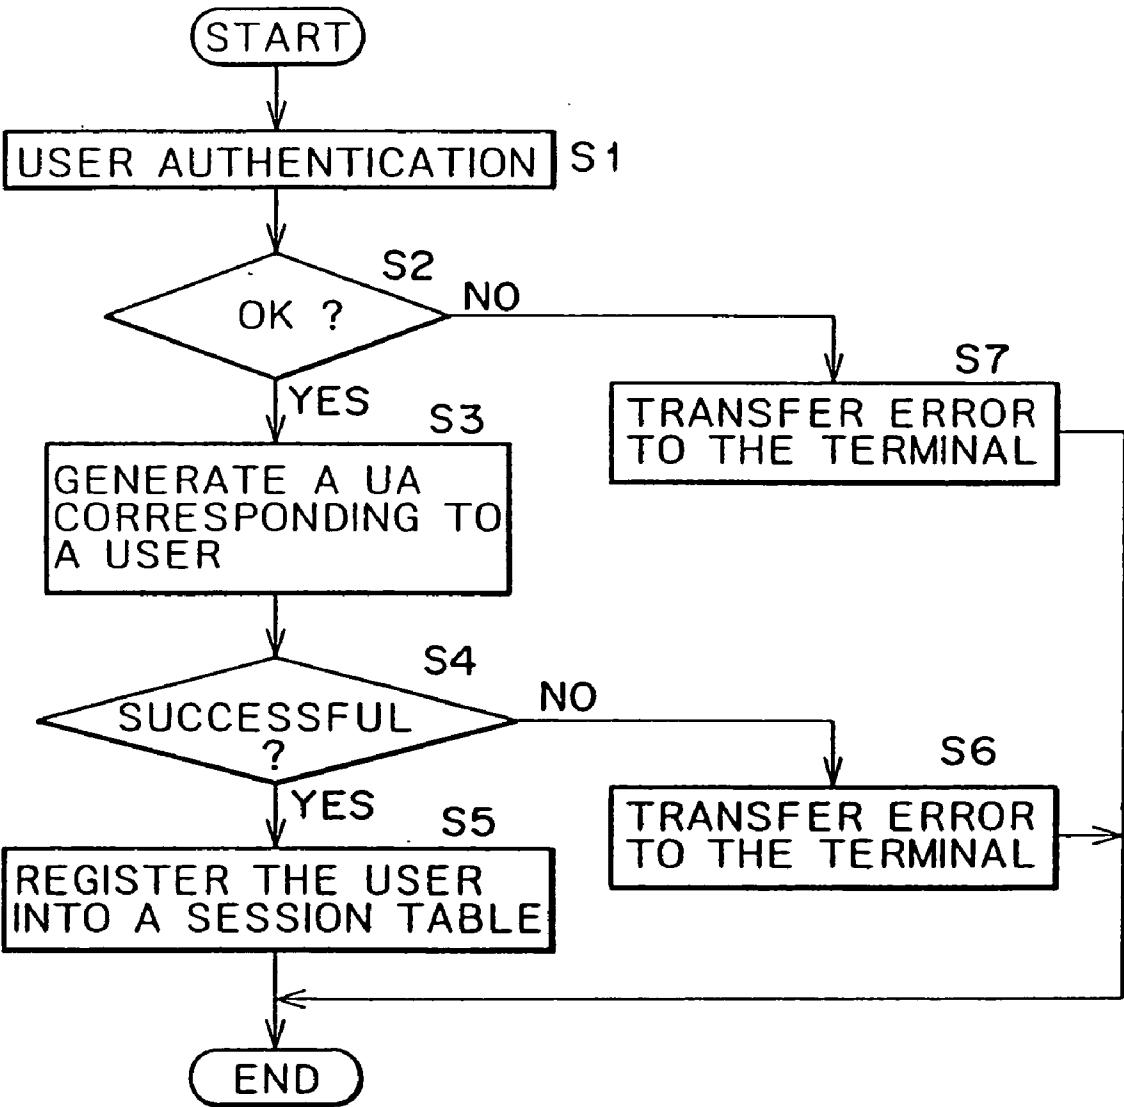 START
USER AUTHENTICATION
S1
S2
OK ?
NO
YES
S7
TRANSFER ERROR
TO THE TERMINAL
S3
GENERATE A UA
CORRESPONDING TO
A USER
S4
SUCCESSFUL
?
NO
YES
S6
TRANSFER ERROR
TO THE TERMINAL
S5
REGISTER THE USER
INTO A SESSION TABLE
END